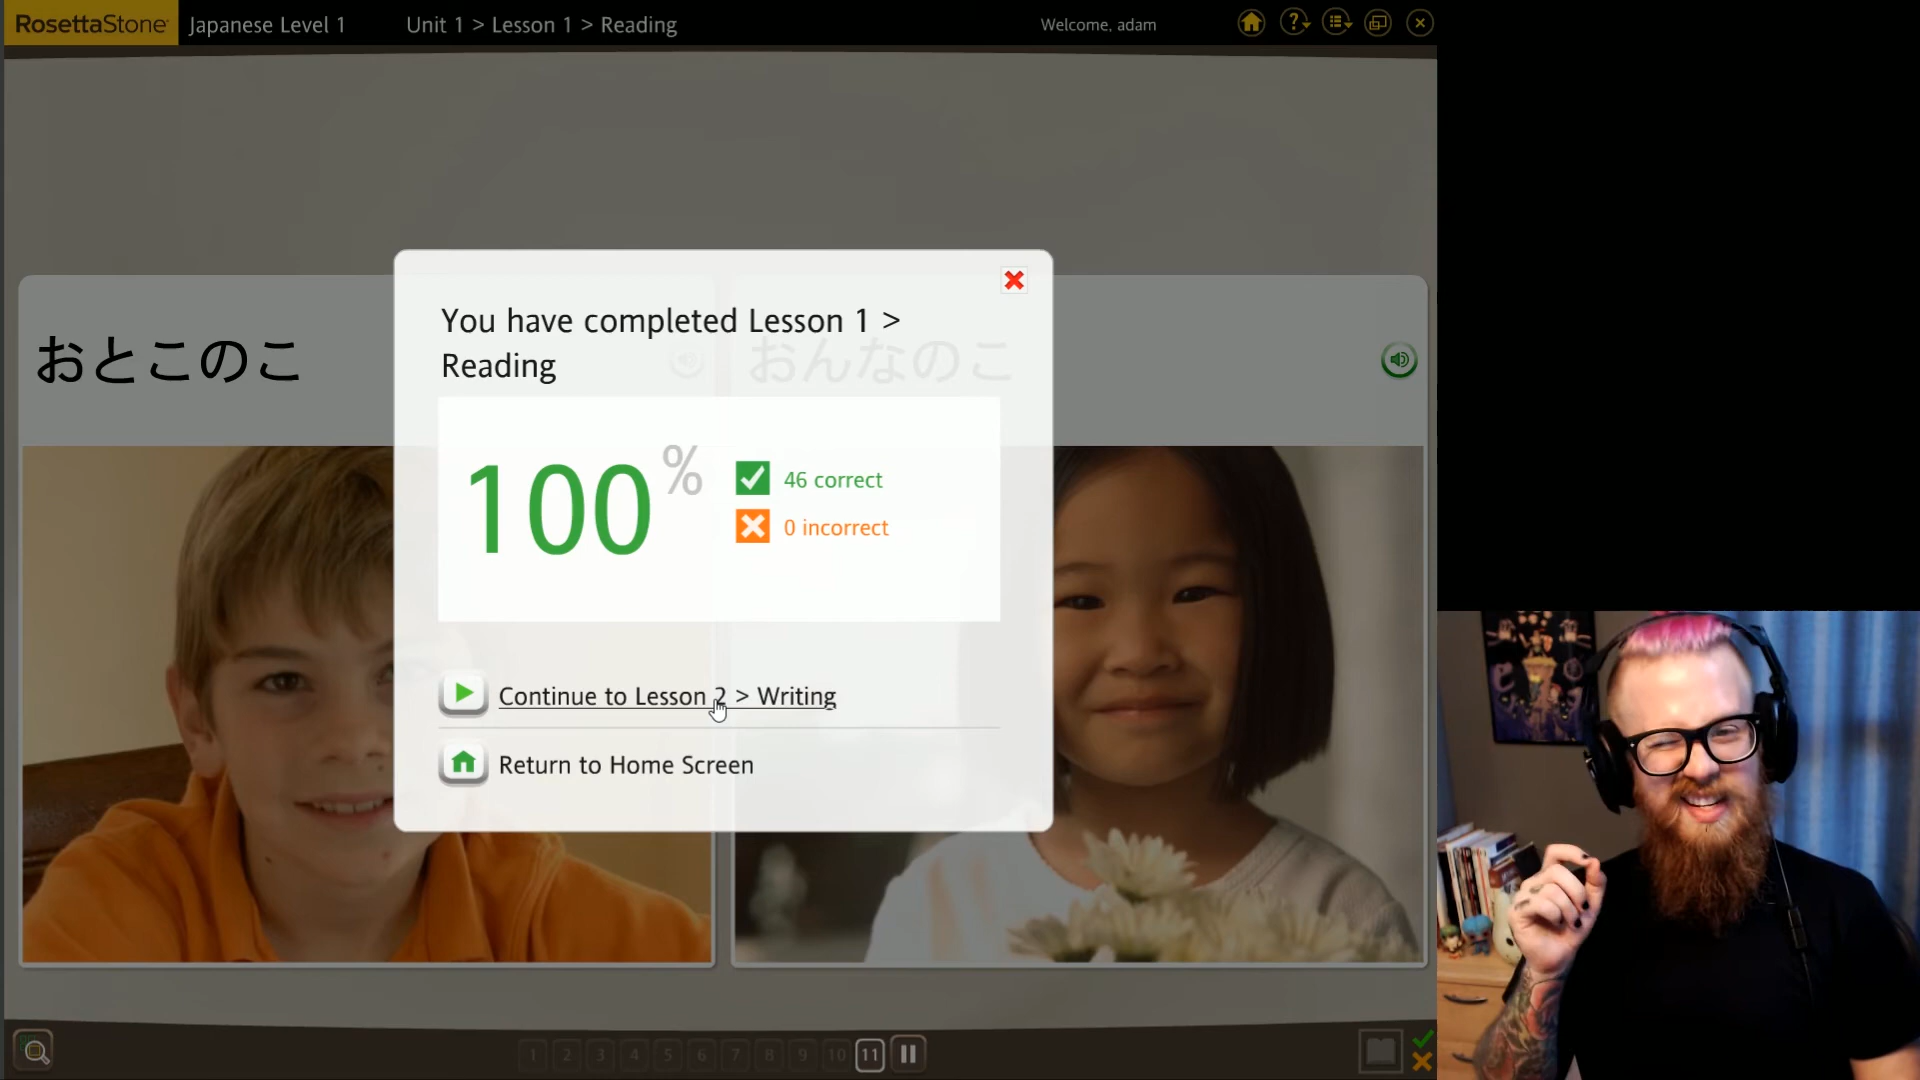 RosettaStone Japanese Level 1 Unit 1 > Lesson 1 > Reading Welcome, adam
You have completed Lesson 1 >
Reading
おとこのこ
おんなのこ
100%
46 correct
0 incorrect
Continue to Lesson 2 > Writing
Return to Home Screen
1 2 3 4 5 6 7 8 9 10 11